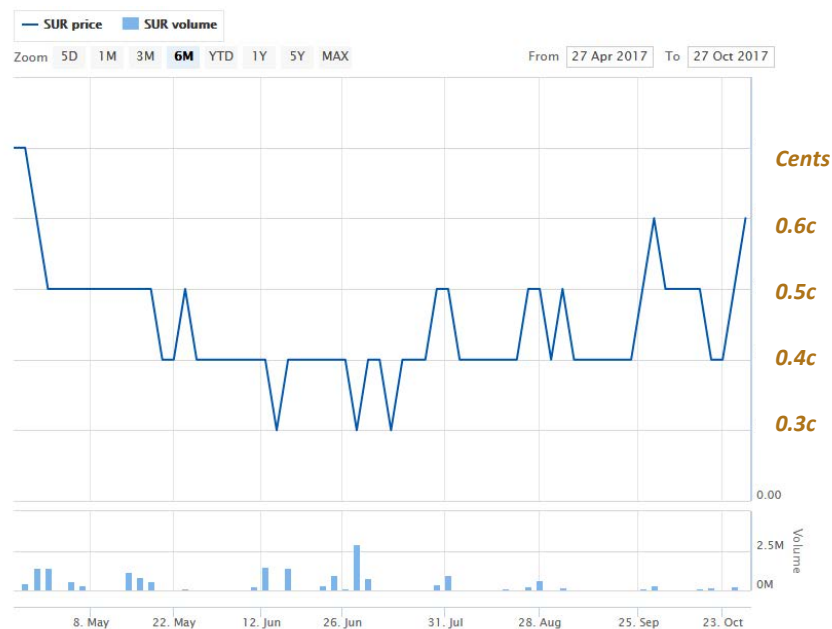 SUR price SUR volume
Zoom 5D 1M 3M 6M YTD 1Y 5Y MAX From 27 Apr 2017 To 27 Oct 2017
Cents
0.6c
0.5c
0.4c
0.3c
0.00
2.5M
Volume
0M
8. May 22. May 12. Jun 26. Jun 31. Jul 28. Aug 25. Sep 23. Oct